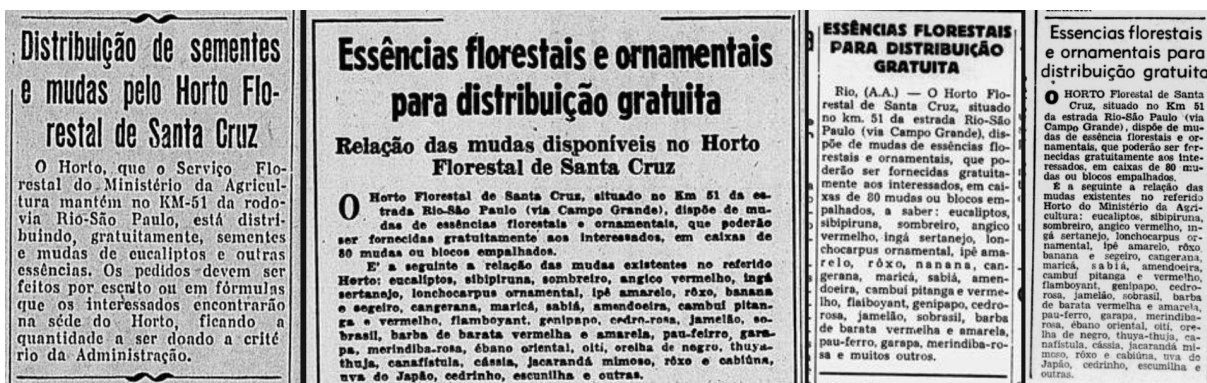 Distribuição de sementes
e mudas pelo Horto Flo-
restal de Santa Cruz
O Horto, que o Serviço Flo-
restal do Ministério da Agricul-
tura mantém no KM-51 da rodo-
via Rio-São Paulo, está distri-
buindo, gratuitamente, sementes
e mudas de eucaliptos e outras
essências. Os pedidos devem ser
feitos por escrito ou em fórmulas
que os interessados encontrarão
na séde do Horto, ficando a
quantidade a ser doado a crité
rio da Administração.
Essências florestais e ornamentais
para distribuição gratuita
Relação das mudas disponíveis no Horto
Florestal de Santa Cruz
O Horto Florestal de Santa Cruz, situado no Km 51 da es-
trada Rio-São Paulo (via Campo Grande), dispõe de mu-
das de essências florestais e ornamentais, que poderão
ser fornecidas gratuitamente aos interessados, em caixas de
80 mudas ou blocos empalhados.
E' a seguinte a relação das mudas existentes no referido
Horto: eucaliptos, sibipiruna, sombreiro, angico vermelho, ingá
sertanejo, lonchocarpus ornamental, ipê amarelo, rôxo, banana
e segeiro, cangerana, maricá, sabiá, amendoeira, cambuí pitan-
ga e vermelho, flamboyant, genipapo, cedro-rosa, jamelão, so-
brasil, barba de barata vermelha e amarela, pau-feirro, gara-
pa, merindiba-rosa, ébano oriental, oiti, orelha de negro, thuya-
thuja, canafístula, cássia, jacarandá mimoso, rôxo e cabiúna,
uva do Japão, cedrinho, escunilha e outras.
ESSÊNCIAS FLORESTAIS
PARA DISTRIBUIÇÃO
GRATUITA
Rio, (A.A.) — O Horto Flo-
restal de Santa Cruz, situado
no km. 51 da estrada Rio-São
Paulo (via Campo Grande), dis-
põe de mudas de essências flo-
restais e ornamentais, que po-
derão ser fornecidas gratuita-
mente aos interessados, em cai-
xas de 80 mudas ou blocos em-
palhados, a saber: eucaliptos,
sibipiruna, sombreiro, angico
vermelho, ingá sertanejo, lon-
chocarpus ornamental, ipê ama-
relo, rôxo, nanana, can-
gerana, maricá, sabiá, amen-
doeira, cambuí pitanga e verme-
lho, flaiboyant, genipapo, cedro-
rosa, jamelão, sobrasil, barba
de barata vermelha e amarela,
pau-ferro, garapa, merindiba-ro-
sa e muitos outros.
Essencias florestais
e ornamentais para
distribuição gratuita
O HORTO Florestal de Santa
Cruz, situado no Km 51
da estrada Rio-São Paulo (via
Campo Grande), dispõe de mu-
das de essência florestais e or-
namentais, que poderão ser for-
necidas gratuitamente aos inte-
ressados, em caixas de 80 mu-
das ou blocos empalhados.
É a seguinte a relação das
mudas existentes no referido
Horto do Ministério da Agri-
cultura: eucaliptos, sibipiruna,
sombreiro, angico vermelho, in-
gá sertanejo, lonchocarpus or-
namental, ipê amarelo, rôxo,
banana e segeiro, cangerana,
maricá, sabiá, amendoeira,
cambuí pitanga e vermelho,
flamboyant, genipapo, cedro-
rosa, jamelão, sobrasil, barba
de barata vermelha e amarela,
pau-ferro, garapa, merindiba-
rosa, ébano oriental, oiti, ore-
lha de negro, thuya-thuja, ca-
nafístula, cássia, jacarandá mi-
moso, rôxo e cabiúna, uva do
Japão, cedrinho, escumilha e
outras.